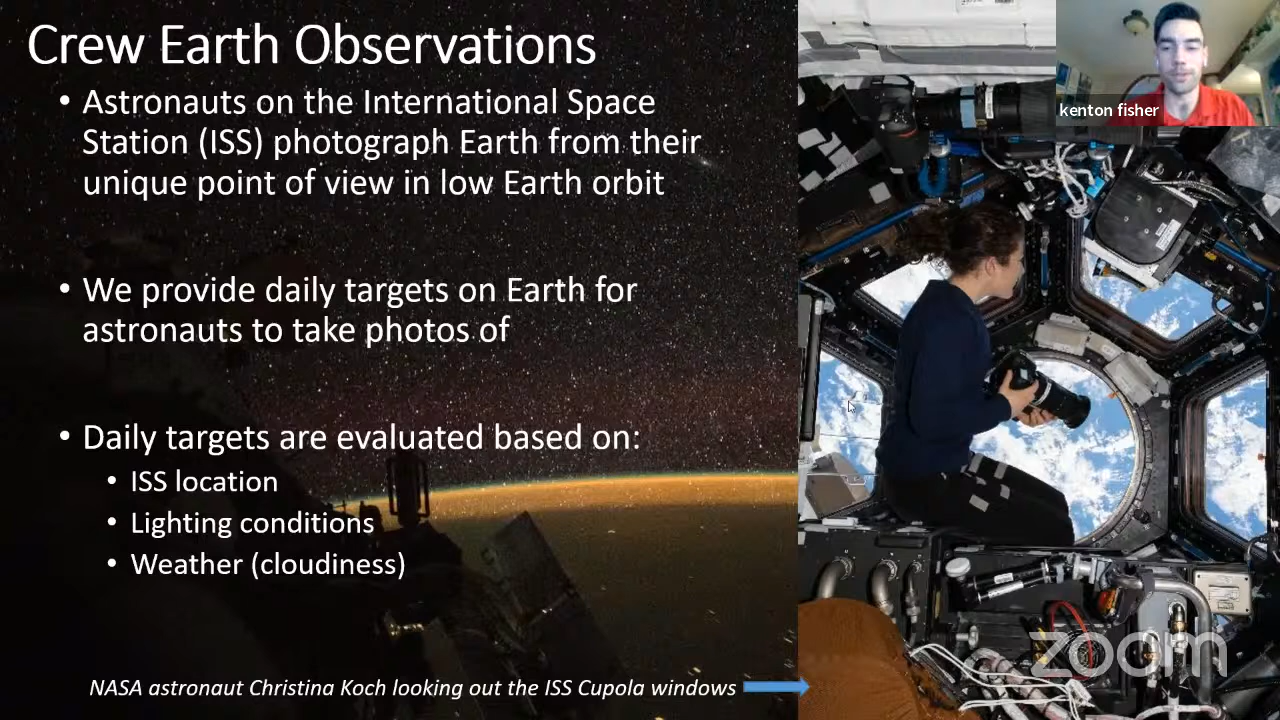 Crew Earth Observations
• Astronauts on the International Space
Station (ISS) photograph Earth from their
unique point of view in low Earth orbit
• We provide daily targets on Earth for
astronauts to take photos of
• Daily targets are evaluated based on:
• ISS location
• Lighting conditions
• Weather (cloudiness)
NASA astronaut Christina Koch looking out the ISS Cupola windows
kenton fisher
zoom